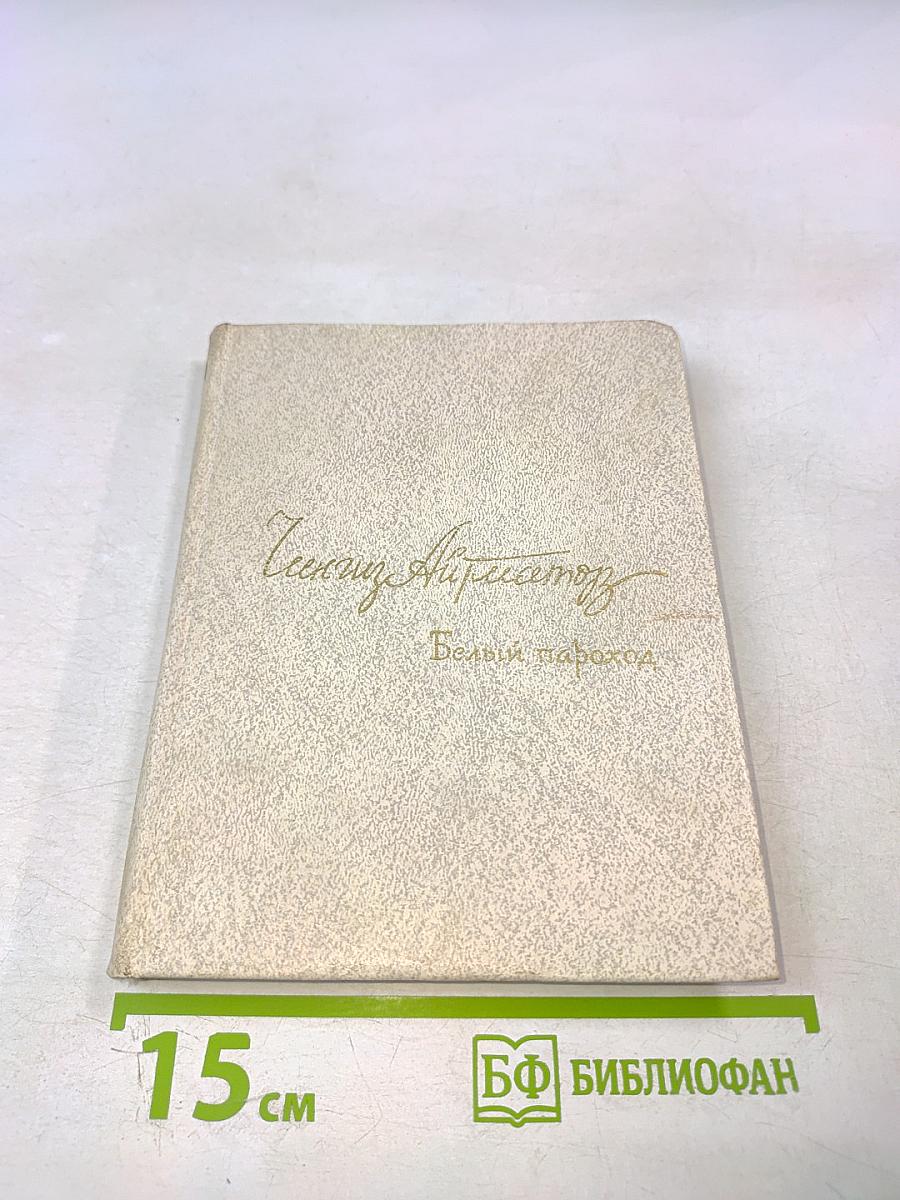 Чингиз Айтматов
Белый пароход
15 см
БФ БИБЛИОФАН